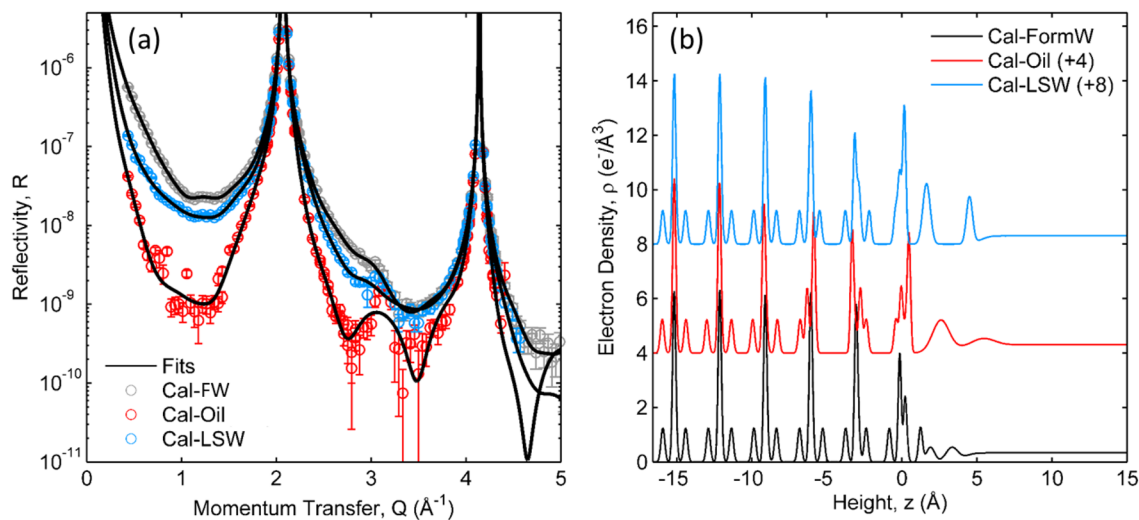 (a)
10⁻⁶
10⁻⁷
10⁻⁸
10⁻⁹
10⁻¹⁰
10⁻¹¹
Reflectivity, R
Fits
Cal-FW
Cal-Oil
Cal-LSW
0 1 2 3 4 5
Momentum Transfer, Q (Å⁻¹)
(b)
Cal-FormW
Cal-Oil (+4)
Cal-LSW (+8)
16
14
12
10
8
6
4
2
0
Electron Density, ρ (e⁻/Å³)
-15 -10 -5 0 5 10 15
Height, z (Å)